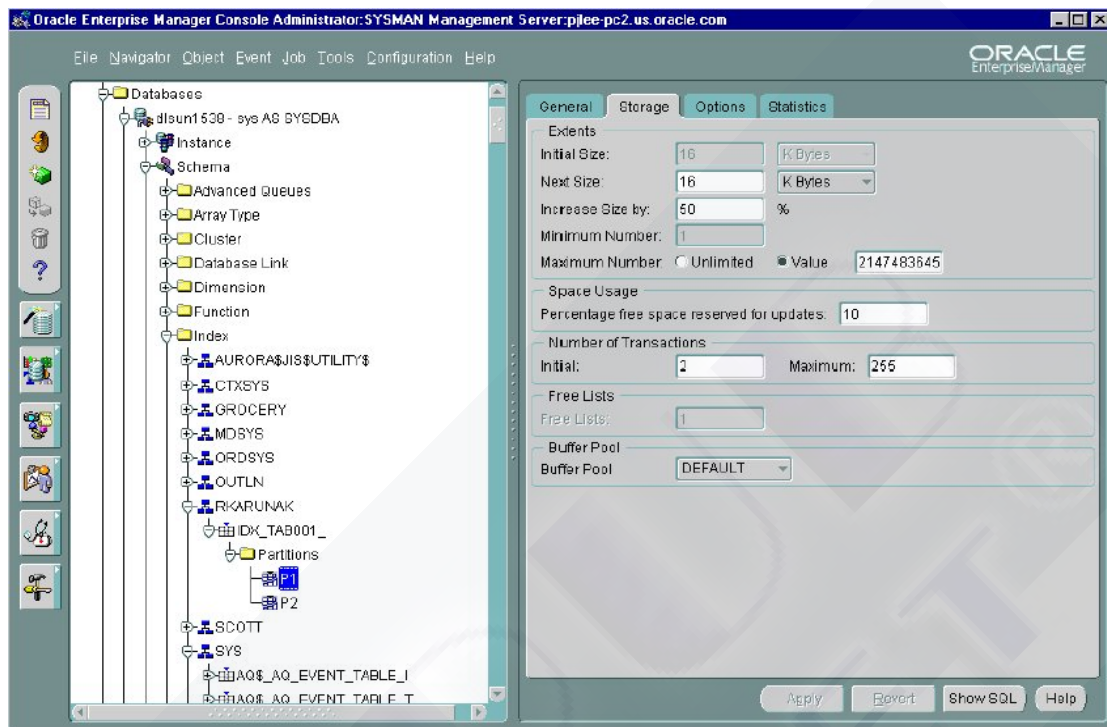 Oracle Enterprise Manager Console Administrator:SYSMAN Management Server:pjlee-pc2.us.oracle.com
File Navigator Object Event Job Tools Configuration Help
ORACLE
EnterpriseManager
Databases
dlsun1538 - sys AS SYSDBA
Instance
Schema
Advanced Queues
Array Type
Cluster
Database Link
Dimension
Function
Index
AURORA$JIS$UTILITY$
CTXSYS
GROCERY
MDSYS
ORDSYS
OUTLN
RKARUNAK
IDX_TAB001_
Partitions
P1
P2
SCOTT
SYS
AQ$_AQ_EVENT_TABLE_I
AQ$_AQ_EVENT_TABLE_T
General Storage Options Statistics
Extents
Initial Size: 16 K Bytes
Next Size: 16 K Bytes
Increase Size by: 50 %
Minimum Number: 1
Maximum Number: Unlimited Value 2147483645
Space Usage
Percentage free space reserved for updates: 10
Number of Transactions
Initial: 2 Maximum: 255
Free Lists
Free Lists: 1
Buffer Pool
Buffer Pool DEFAULT
Apply Revert Show SQL Help